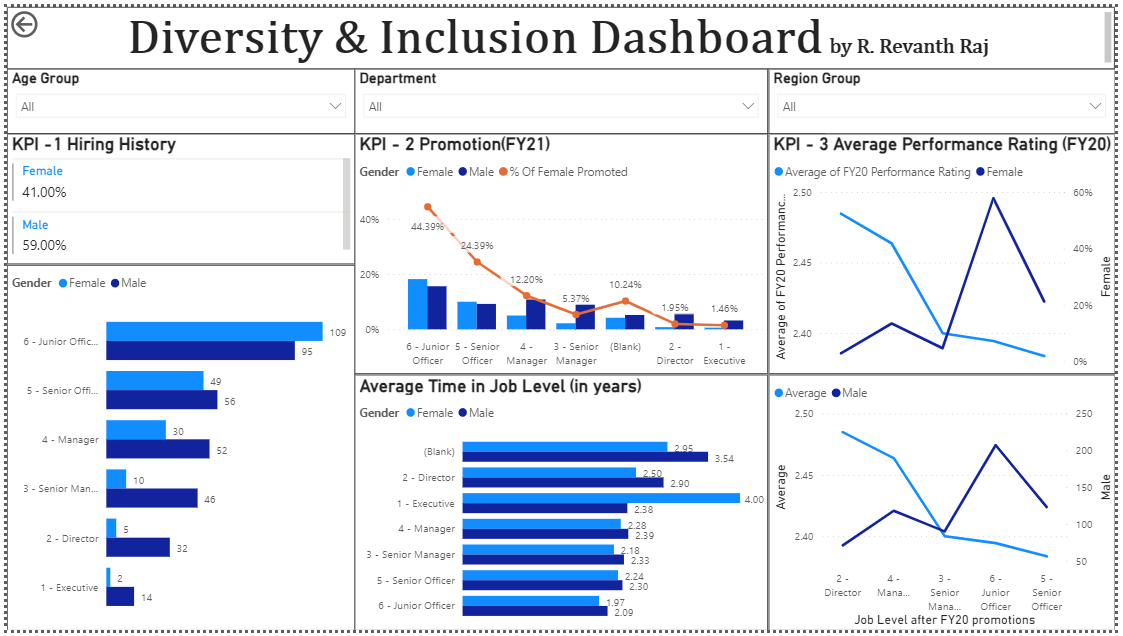 Diversity & Inclusion Dashboard by R. Revanth Raj
Age Group
All
Department
All
Region Group
All
KPI -1 Hiring History
Female
41.00%
Male
59.00%
Gender Female Male
6 - Junior Offic...
109
95
5 - Senior Offi...
49
56
4 - Manager
30
52
3 - Senior Man...
10
46
2 - Director
5
32
1 - Executive
2
14
KPI - 2 Promotion(FY21)
Gender Female Male % Of Female Promoted
40%
20%
0%
44.39%
24.39%
12.20%
5.37%
10.24%
1.95%
1.46%
6 - Junior Officer
5 - Senior Officer
4 - Manager
3 - Senior Manager
(Blank)
2 - Director
1 - Executive
Average Time in Job Level (in years)
Gender Female Male
(Blank)
2.95
3.54
2 - Director
2.50
2.90
1 - Executive
4.00
2.38
4 - Manager
2.28
2.39
3 - Senior Manager
2.18
2.33
5 - Senior Officer
2.24
2.30
6 - Junior Officer
1.97
2.09
KPI - 3 Average Performance Rating (FY20)
Average of FY20 Performance Rating Female
Average of FY20 Performanc...
2.50
2.45
2.40
60%
40%
20%
0%
Female
Average Male
Average
2.50
2.45
2.40
250
200
150
100
50
Male
2 - Director
4 - Mana...
3 - Senior Mana...
6 - Junior Officer
5 - Senior Officer
Job Level after FY20 promotions